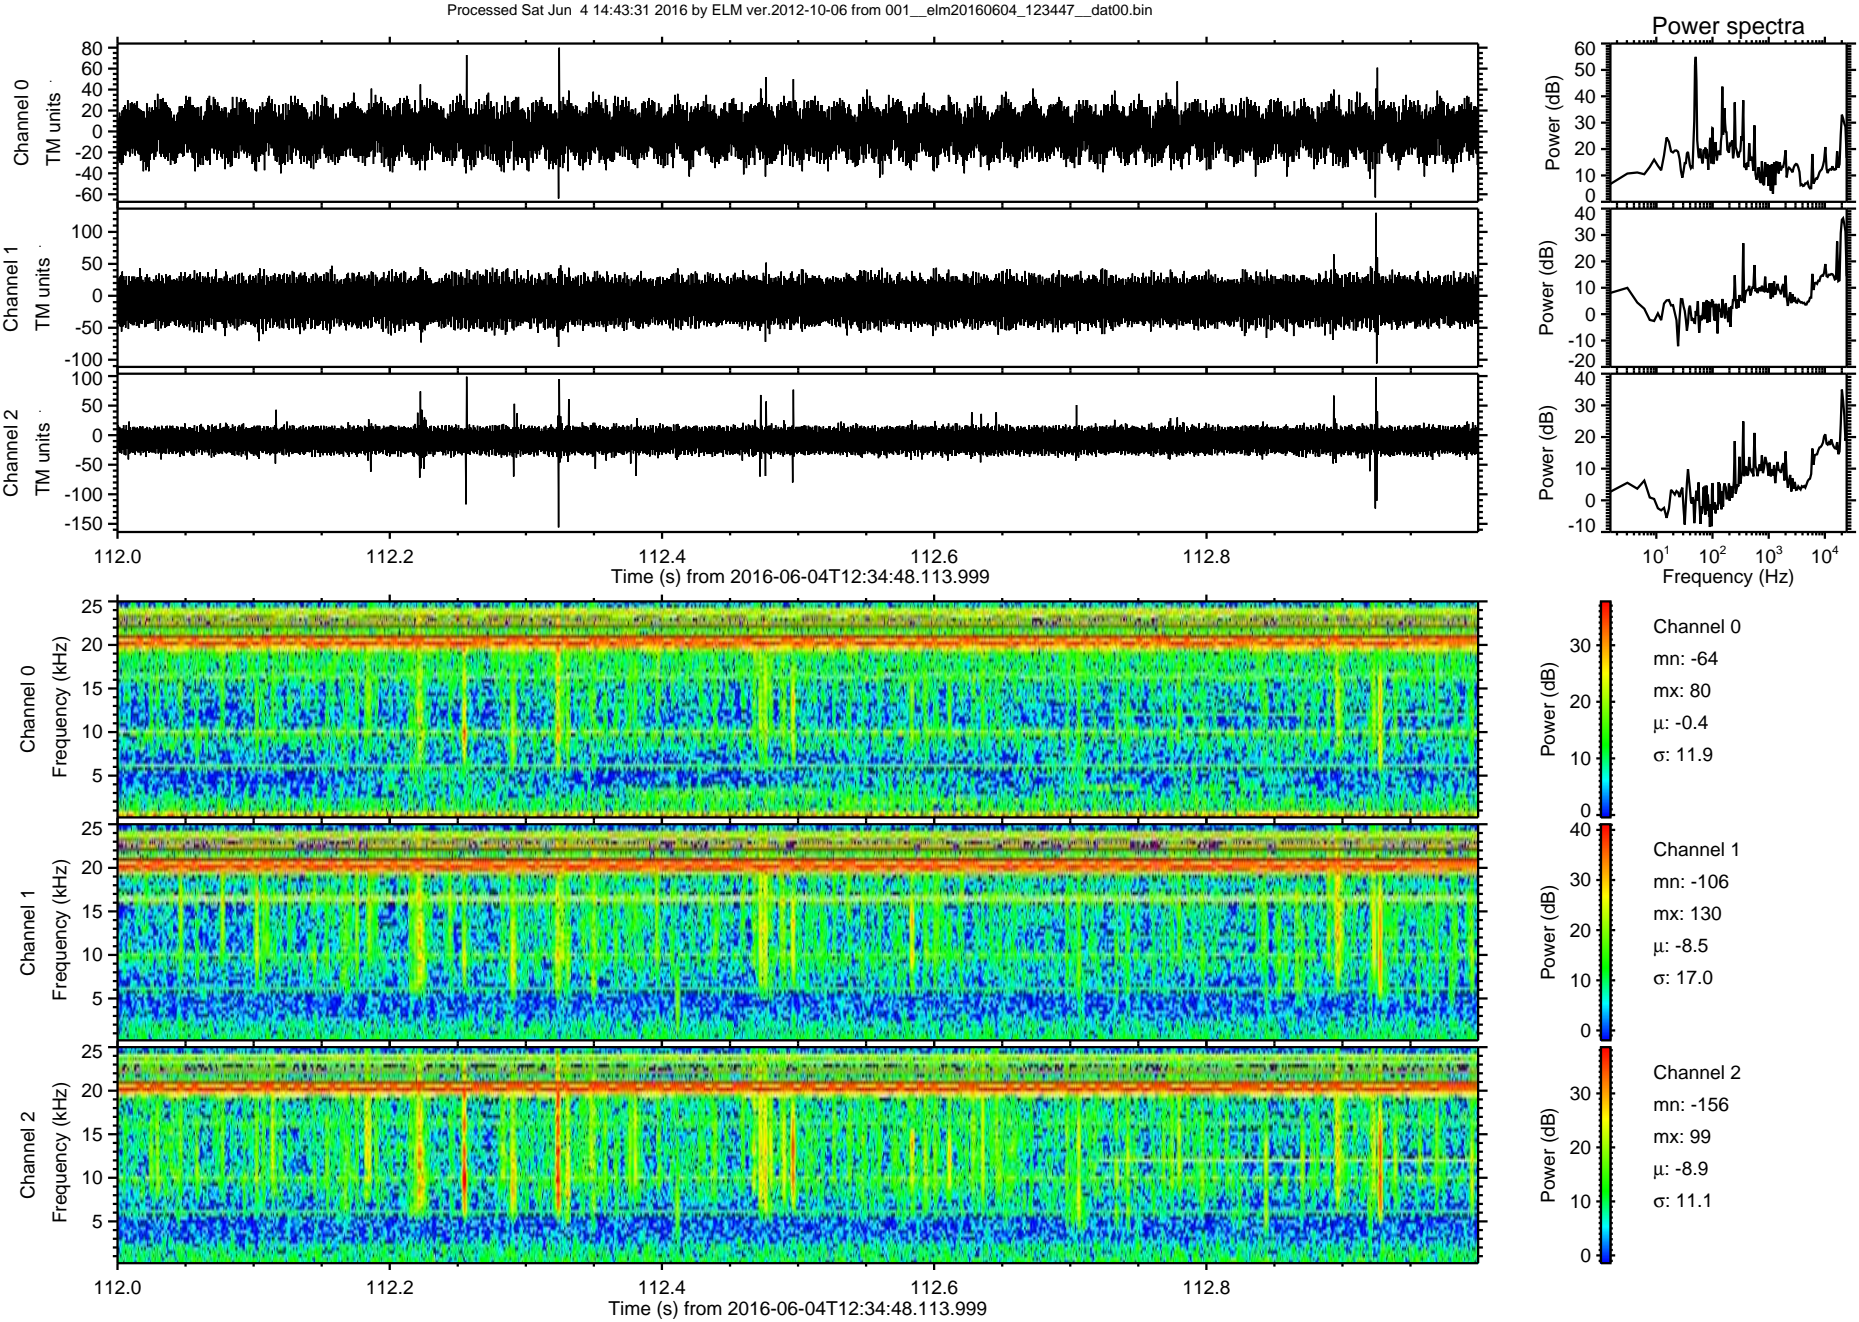 Processed Sat Jun  4 14:43:31 2016 by ELM ver.2012-10-06 from 001__elm20160604_123447__dat00.bin
Power spectra
Channel 0
TM units
80
60
40
20
0
-20
-40
-60
Power (dB)
60
50
40
30
20
10
0
Channel 1
TM units
100
50
0
-50
-100
Power (dB)
40
30
20
10
0
-10
-20
Channel 2
TM units
100
50
0
-50
-100
-150
Power (dB)
40
30
20
10
0
-10
112.0 112.2 112.4 112.6 112.8
Time (s) from 2016-06-04T12:34:48.113.999
10¹ 10² 10³ 10⁴
Frequency (Hz)
Channel 0
Frequency (kHz)
25
20
15
10
5
Power (dB)
30
20
10
0
Channel 0
mn: -64
mx: 80
µ: -0.4
σ: 11.9
Channel 1
Frequency (kHz)
25
20
15
10
5
Power (dB)
40
30
20
10
0
Channel 1
mn: -106
mx: 130
µ: -8.5
σ: 17.0
Channel 2
Frequency (kHz)
25
20
15
10
5
Power (dB)
30
20
10
0
Channel 2
mn: -156
mx: 99
µ: -8.9
σ: 11.1
112.0 112.2 112.4 112.6 112.8
Time (s) from 2016-06-04T12:34:48.113.999